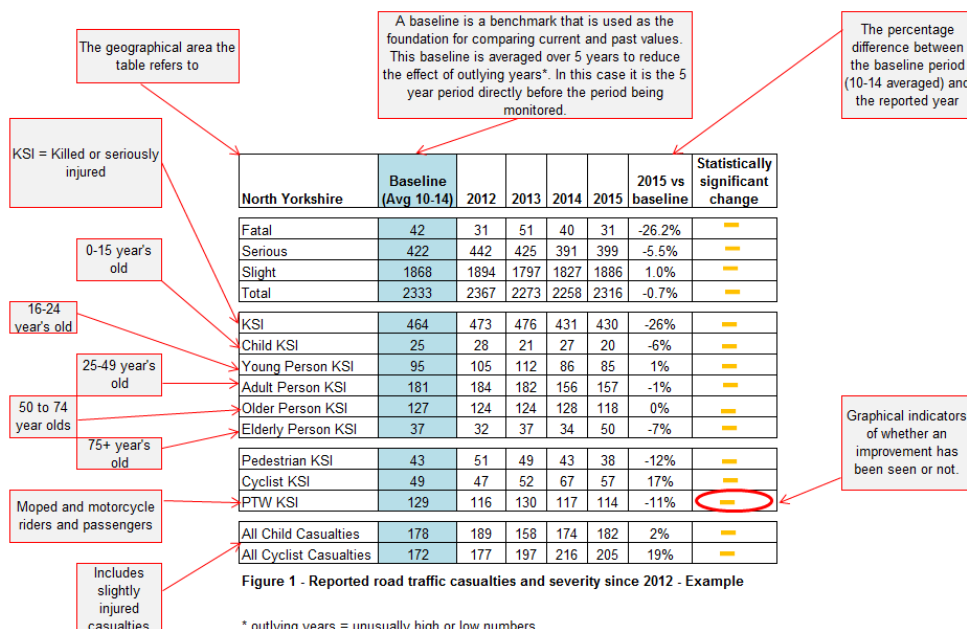 A baseline is a benchmark that is used as the
foundation for comparing current and past values.
This baseline is averaged over 5 years to reduce
the effect of outlying years*. In this case it is the 5
year period directly before the period being
monitored.
The geographical area the
table refers to
The percentage
difference between
the baseline period
(10-14 averaged) and
the reported year
KSI = Killed or seriously
injured
0-15 year's
old
16-24
year's old
25-49 year's
old
50 to 74
year olds
75+ year's
old
Moped and motorcycle
riders and passengers
Includes
slightly
injured
casualties
Graphical indicators
of whether an
improvement has
been seen or not.
North Yorkshire Baseline (Avg 10-14) 2012 2013 2014 2015 2015 vs baseline Statistically significant change
Fatal 42 31 51 40 31 -26.2%
Serious 422 442 425 391 399 -5.5%
Slight 1868 1894 1797 1827 1886 1.0%
Total 2333 2367 2273 2258 2316 -0.7%
KSI 464 473 476 431 430 -26%
Child KSI 25 28 21 27 20 -6%
Young Person KSI 95 105 112 86 85 1%
Adult Person KSI 181 184 182 156 157 -1%
Older Person KSI 127 124 124 128 118 0%
Elderly Person KSI 37 32 37 34 50 -7%
Pedestrian KSI 43 51 49 43 38 -12%
Cyclist KSI 49 47 52 67 57 17%
PTW KSI 129 116 130 117 114 -11%
All Child Casualties 178 189 158 174 182 2%
All Cyclist Casualties 172 177 197 216 205 19%
Figure 1 - Reported road traffic casualties and severity since 2012 - Example
* outlying years = unusually high or low numbers